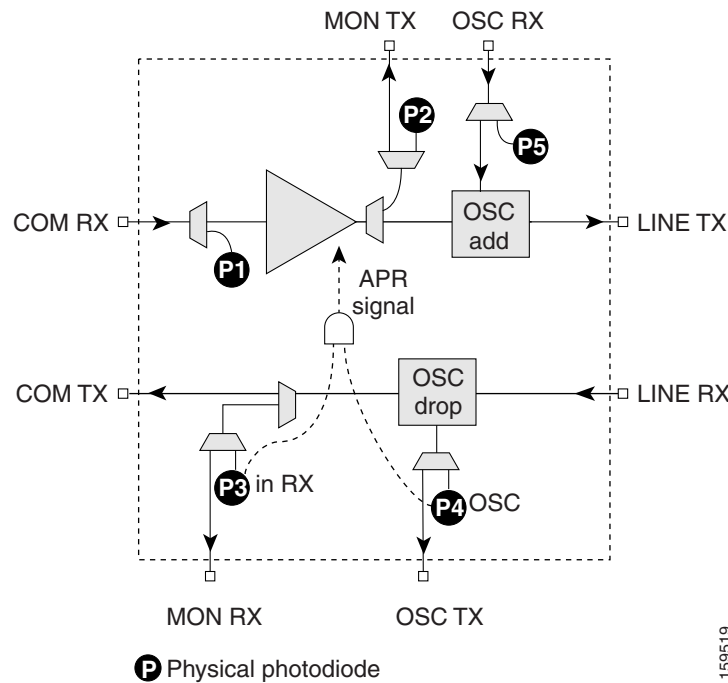 MON TX
OSC RX
P2
P5
COM RX
OSC
add
LINE TX
P1
APR
signal
COM TX
OSC
drop
LINE RX
P3 in RX
P4 OSC
MON RX
OSC TX
P Physical photodiode
159519